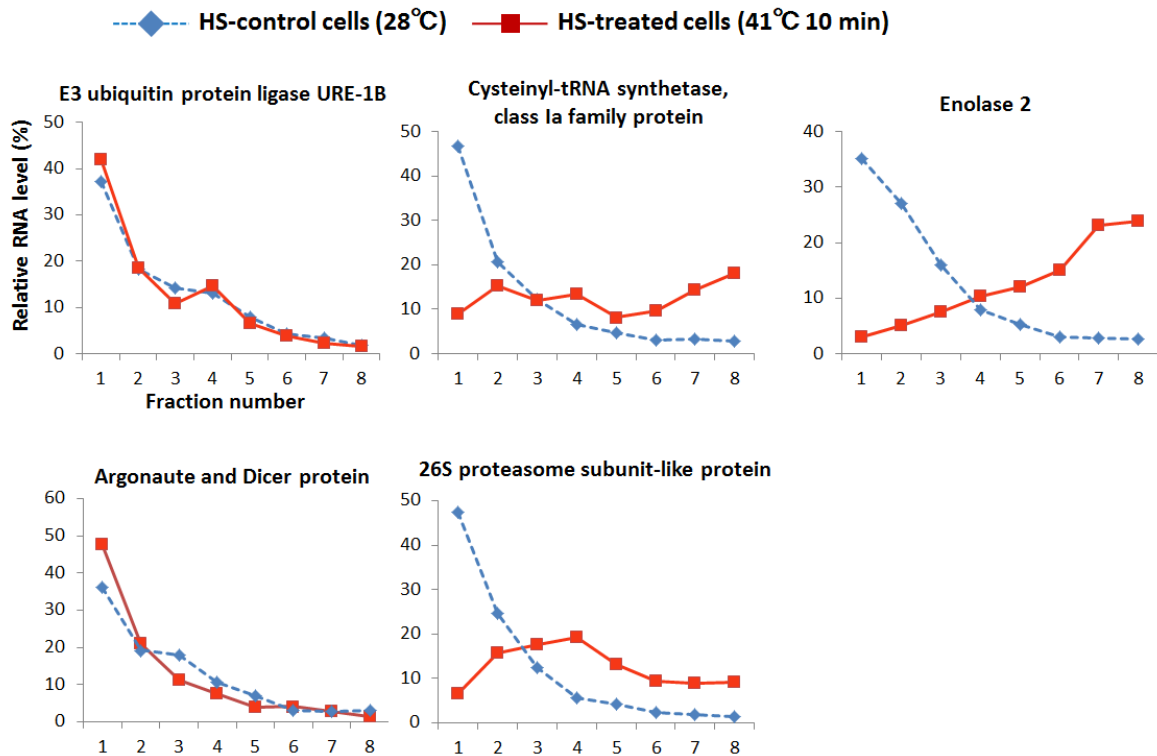 HS-control cells (28℃)
HS-treated cells (41℃ 10 min)
E3 ubiquitin protein ligase URE-1B
Relative RNA level (%)
50
40
30
20
10
0
1 2 3 4 5 6 7 8
Fraction number
Cysteinyl-tRNA synthetase,
class Ia family protein
50
40
30
20
10
0
1 2 3 4 5 6 7 8
Enolase 2
40
30
20
10
0
1 2 3 4 5 6 7 8
Argonaute and Dicer protein
60
50
40
30
20
10
0
1 2 3 4 5 6 7 8
26S proteasome subunit-like protein
50
40
30
20
10
0
1 2 3 4 5 6 7 8